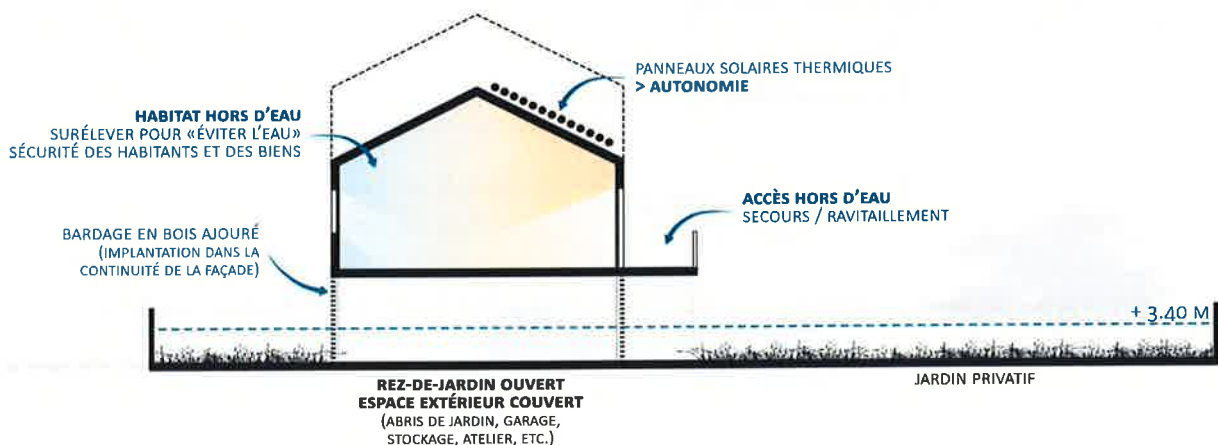 PANNEAUX SOLAIRES THERMIQUES
> AUTONOMIE
HABITAT HORS D'EAU
SURÉLEVER POUR «ÉVITER L'EAU»
SÉCURITÉ DES HABITANTS ET DES BIENS
ACCÈS HORS D'EAU
SECOURS / RAVITAILLEMENT
BARDAGE EN BOIS AJOURÉ
(IMPLANTATION DANS LA
CONTINUITÉ DE LA FAÇADE)
+ 3.40 M
REZ-DE-JARDIN OUVERT
ESPACE EXTÉRIEUR COUVERT
(ABRIS DE JARDIN, GARAGE,
STOCKAGE, ATELIER, ETC.)
JARDIN PRIVATIF